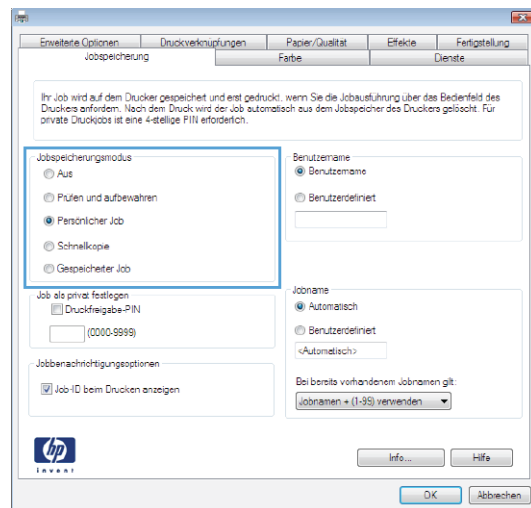 Erweiterte Optionen Druckverknüpfungen Papier/Qualität Effekte Fertigstellung
Jobspeicherung Farbe Dienste
Ihr Job wird auf dem Drucker gespeichert und erst gedruckt, wenn Sie die Jobausführung über das Bedienfeld des
Druckers anfordern. Nach dem Druck wird der Job automatisch aus dem Jobspeicher des Druckers gelöscht. Für
private Druckjobs ist eine 4-stellige PIN erforderlich.
Jobspeicherungsmodus
Aus
Prüfen und aufbewahren
Persönlicher Job
Schnellkopie
Gespeicherter Job
Benutzername
Benutzername
Benutzerdefiniert
Job als privat festlegen
Druckfreigabe-PIN
(0000-9999)
Jobname
Automatisch
Benutzerdefiniert
<Automatisch>
Jobbenachrichtigungsoptionen
Job-ID beim Drucken anzeigen
Bei bereits vorhandenem Jobnamen gilt:
Jobnamen + (1-99) verwenden
hp
invent
Info... Hilfe
OK Abbrechen